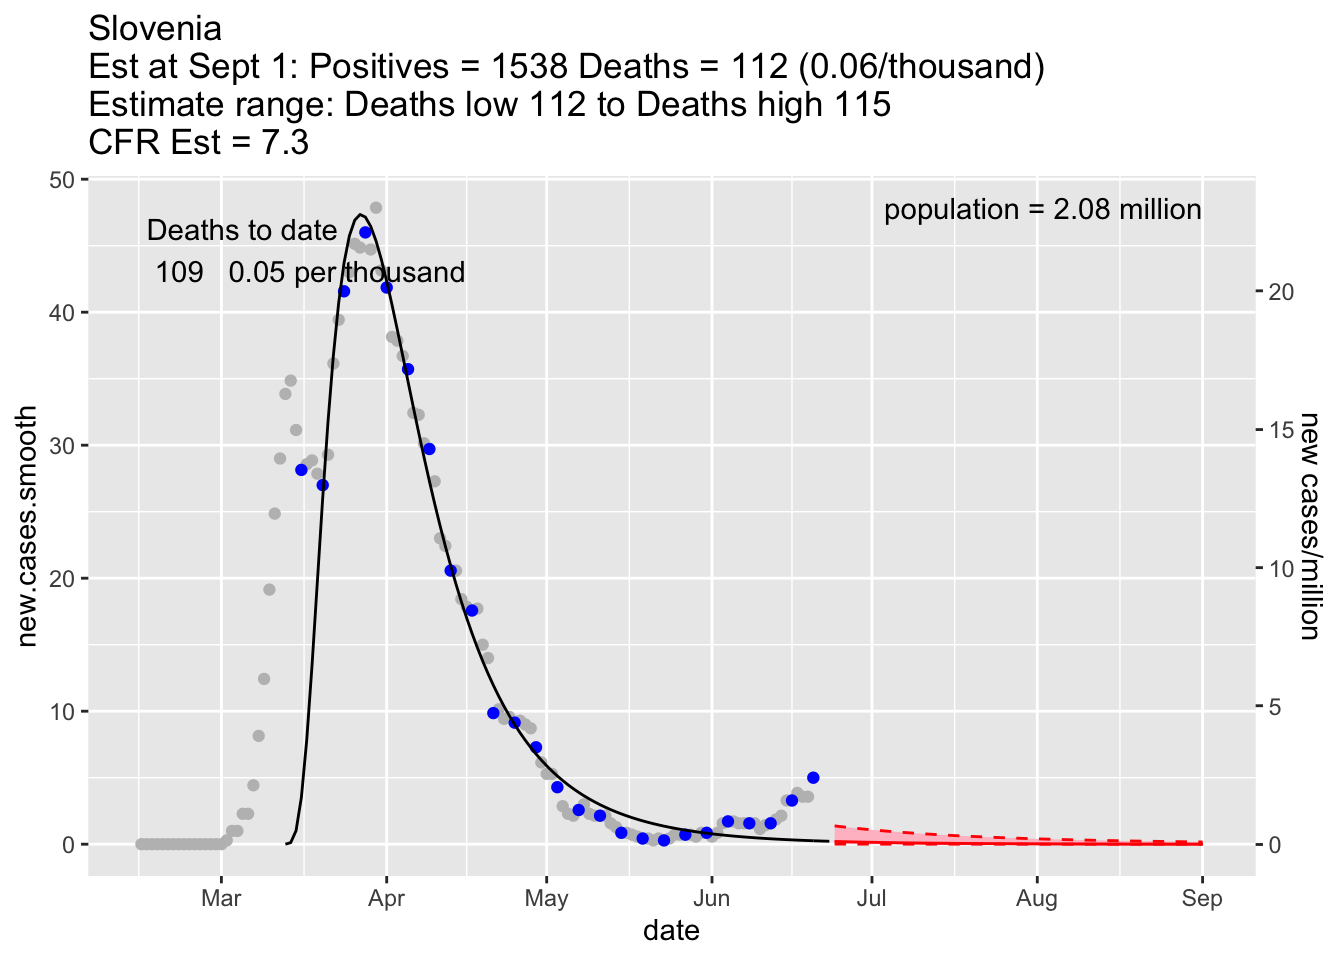 Slovenia
Est at Sept 1: Positives = 1538 Deaths = 112 (0.06/thousand)
Estimate range: Deaths low 112 to Deaths high 115
CFR Est = 7.3
50
40
30
20
10
0
new.cases.smooth
Deaths to date
109 0.05 per thousand
population = 2.08 million
20
15
10
5
0
new cases/million
Mar Apr May Jun Jul Aug Sep
date